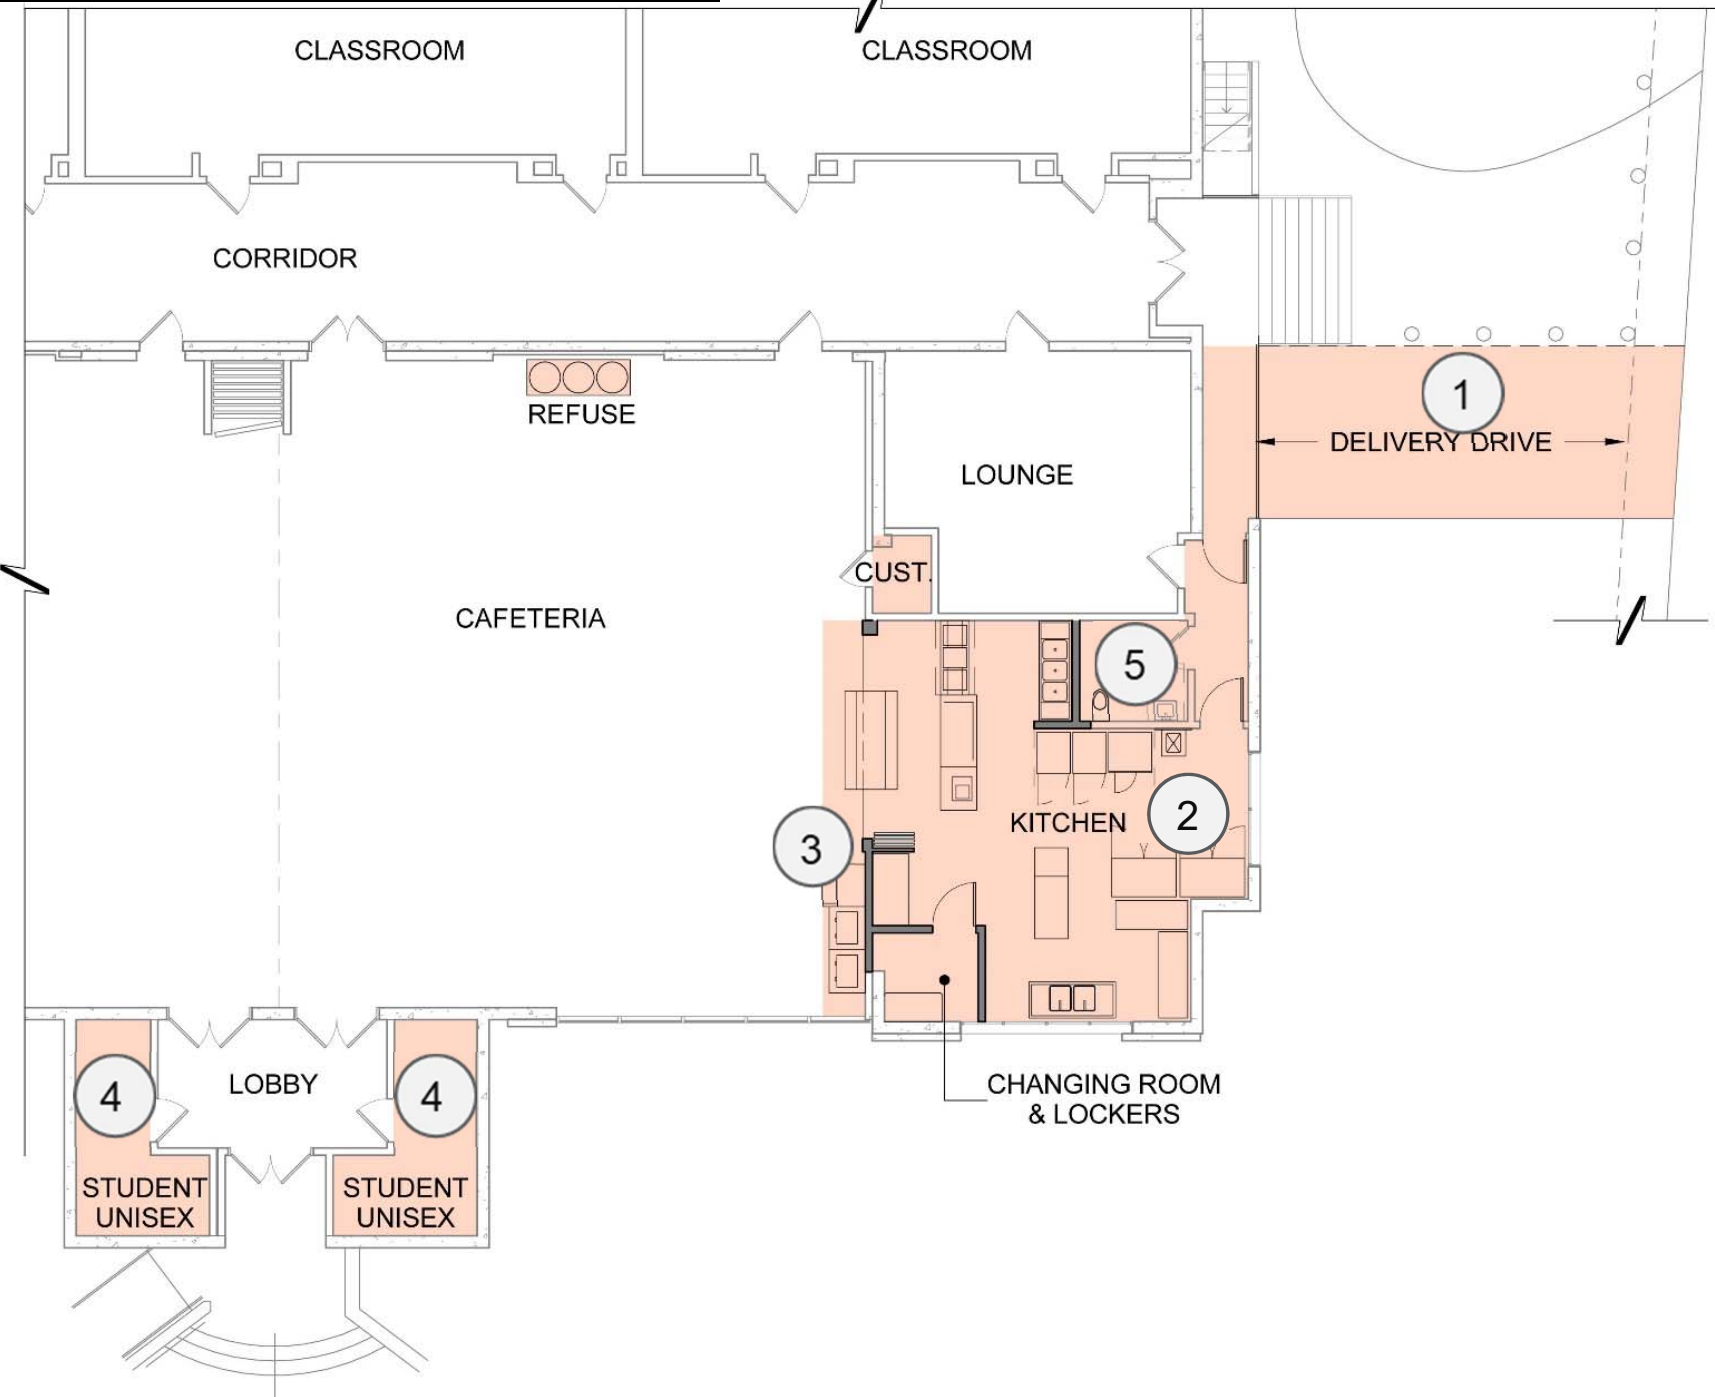 CLASSROOM
CLASSROOM
CORRIDOR
REFUSE
1
DELIVERY DRIVE
LOUNGE
CUST.
CAFETERIA
5
2
KITCHEN
3
4
LOBBY
4
CHANGING ROOM
& LOCKERS
STUDENT
UNISEX
STUDENT
UNISEX